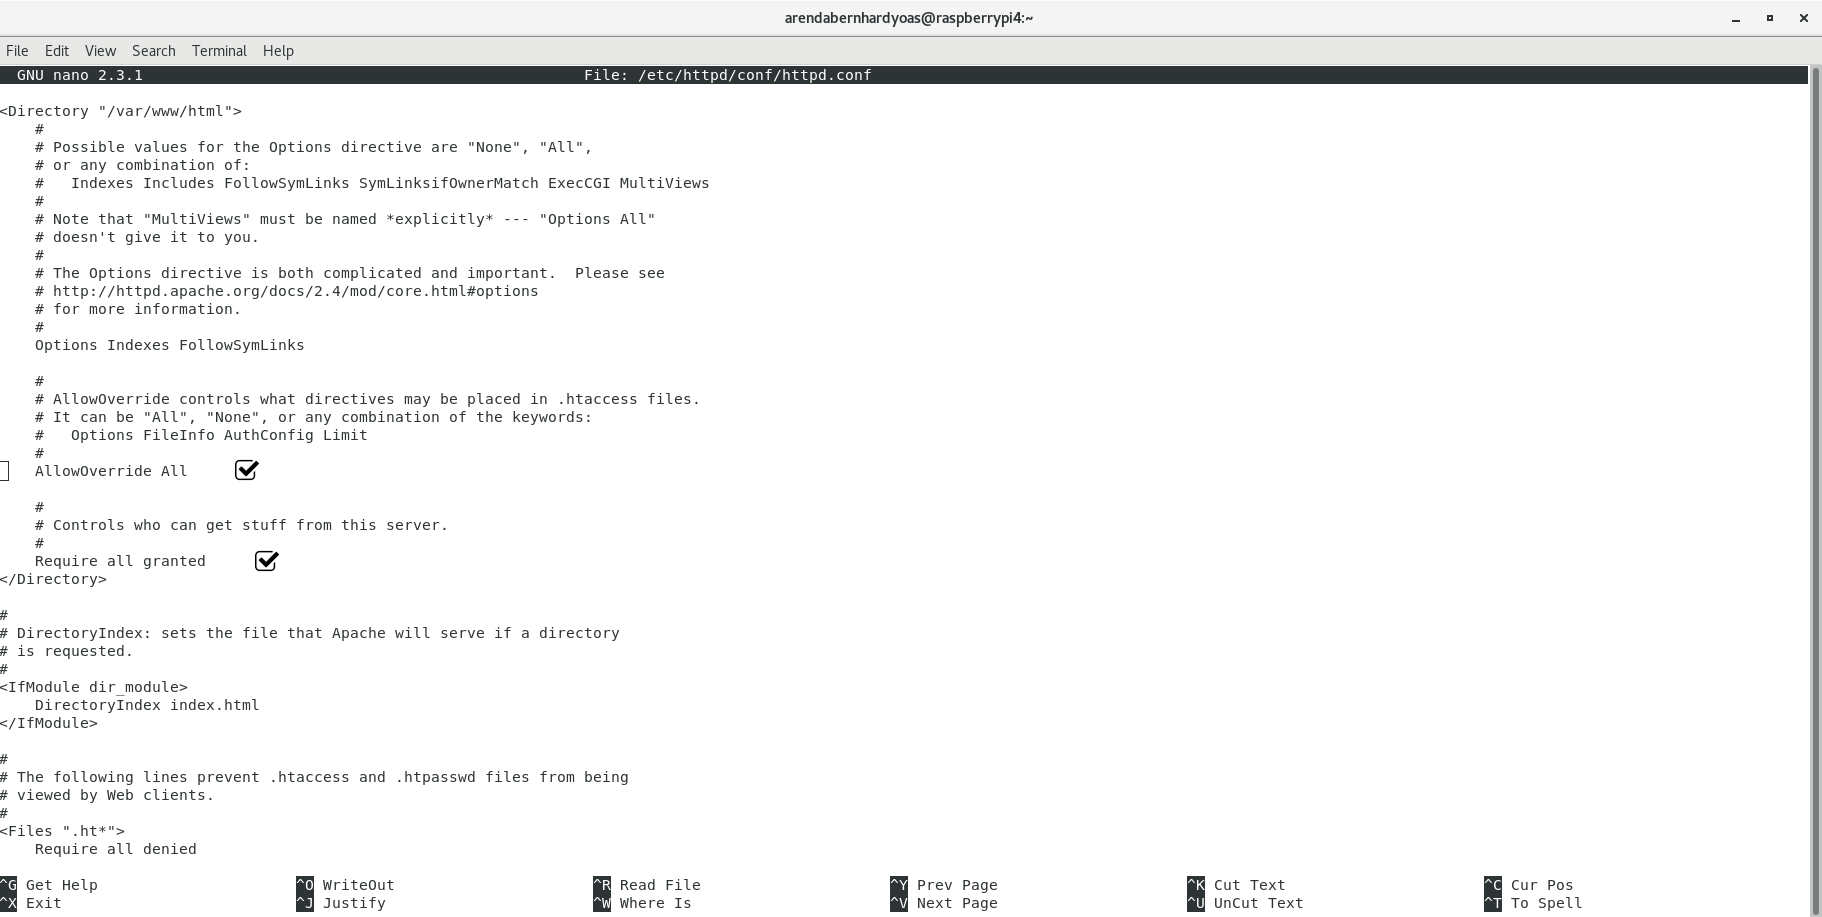 arendabernhardyoas@raspberrypi4:~
File Edit View Search Terminal Help
GNU nano 2.3.1 File: /etc/httpd/conf/httpd.conf
<Directory "/var/www/html">
#
# Possible values for the Options directive are "None", "All",
# or any combination of:
#   Indexes Includes FollowSymLinks SymLinksifOwnerMatch ExecCGI MultiViews
#
# Note that "MultiViews" must be named *explicitly* --- "Options All"
# doesn't give it to you.
#
# The Options directive is both complicated and important.  Please see
# http://httpd.apache.org/docs/2.4/mod/core.html#options
# for more information.
#
Options Indexes FollowSymLinks
#
# AllowOverride controls what directives may be placed in .htaccess files.
# It can be "All", "None", or any combination of the keywords:
#   Options FileInfo AuthConfig Limit
#
AllowOverride All
#
# Controls who can get stuff from this server.
#
Require all granted
</Directory>
#
# DirectoryIndex: sets the file that Apache will serve if a directory
# is requested.
#
<IfModule dir_module>
DirectoryIndex index.html
</IfModule>
#
# The following lines prevent .htaccess and .htpasswd files from being
# viewed by Web clients.
#
<Files ".ht*">
Require all denied
^G Get Help ^O WriteOut ^R Read File ^Y Prev Page ^K Cut Text ^C Cur Pos
^X Exit ^J Justify ^W Where Is ^V Next Page ^U UnCut Text ^T To Spell